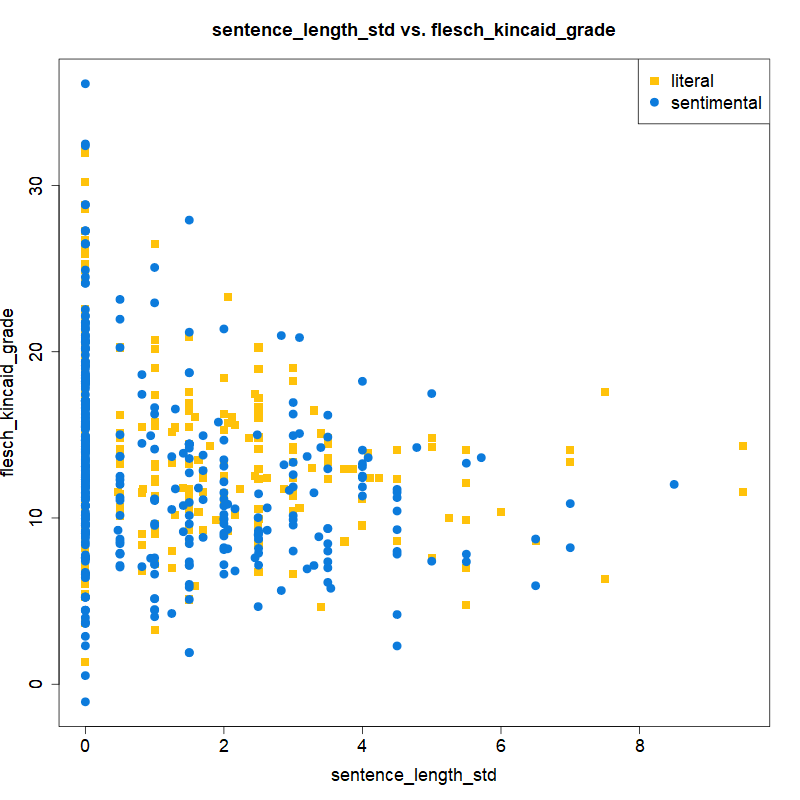 sentence_length_std vs. flesch_kincaid_grade
literal
sentimental
flesch_kincaid_grade
30
20
10
0
0 2 4 6 8
sentence_length_std